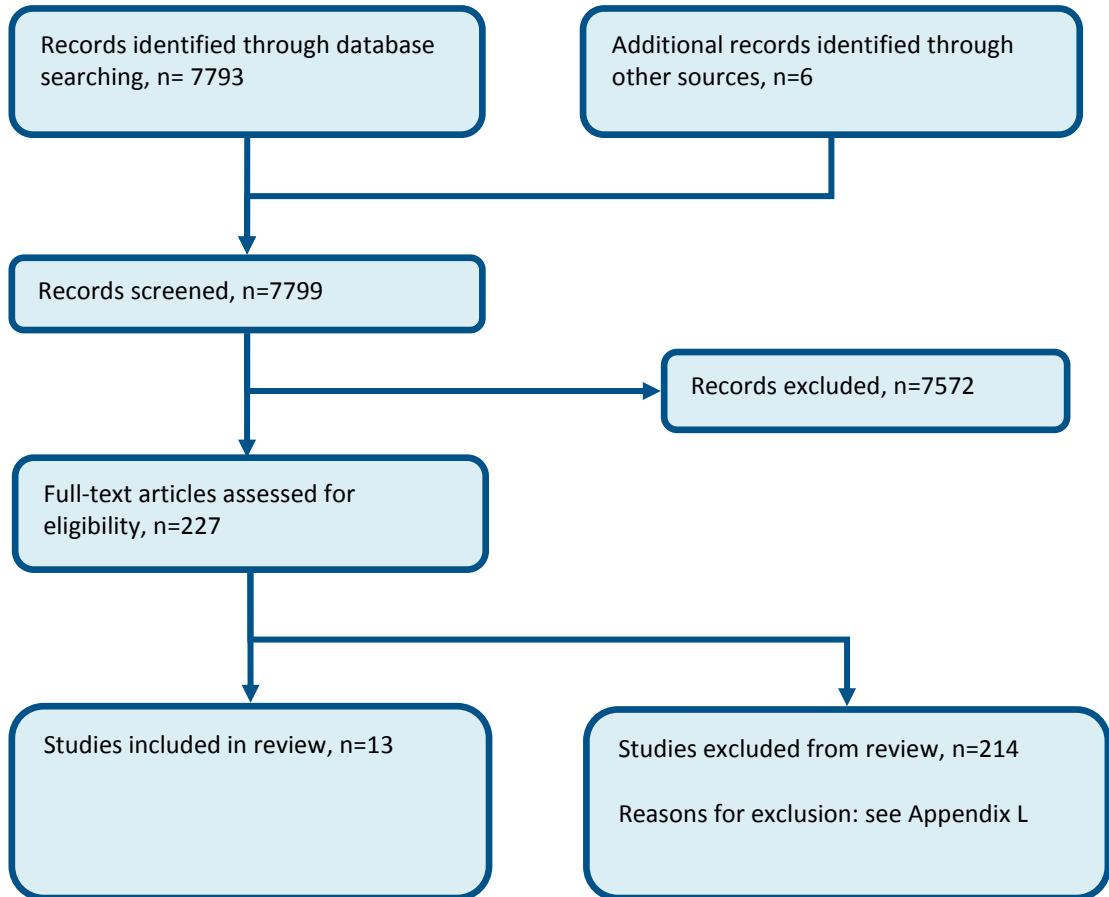 Records identified through database
searching, n= 7793
Additional records identified through
other sources, n=6
Records screened, n=7799
Records excluded, n=7572
Full-text articles assessed for
eligibility, n=227
Studies included in review, n=13
Studies excluded from review, n=214
Reasons for exclusion: see Appendix L